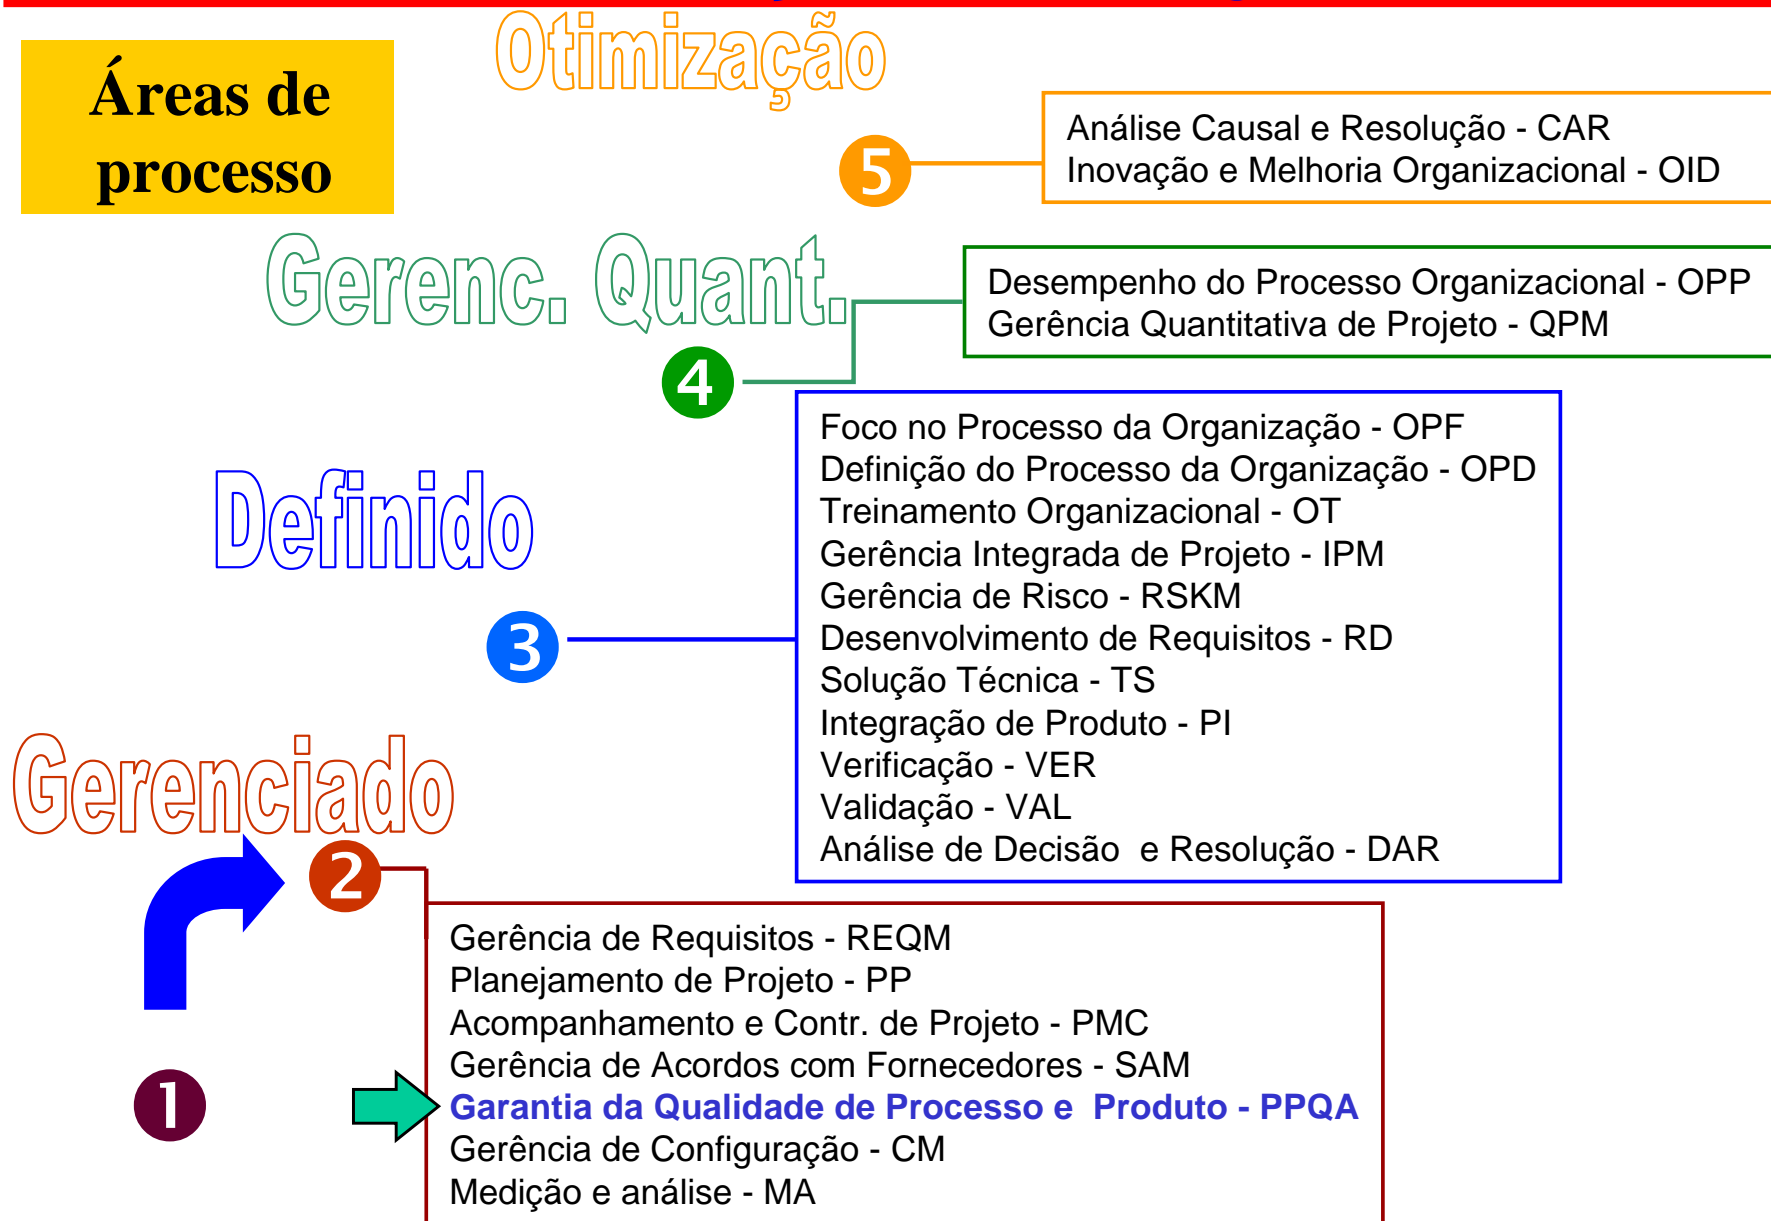 Otimização
Áreas de
processo
Análise Causal e Resolução - CAR
Inovação e Melhoria Organizacional - OID
5
Gerenc. Quant.
Desempenho do Processo Organizacional - OPP
Gerência Quantitativa de Projeto - QPM
4
Foco no Processo da Organização - OPF
Definição do Processo da Organização - OPD
Treinamento Organizacional - OT
Gerência Integrada de Projeto - IPM
Gerência de Risco - RSKM
Desenvolvimento de Requisitos - RD
Solução Técnica - TS
Integração de Produto - PI
Verificação - VER
Validação - VAL
Análise de Decisão  e Resolução - DAR
Definido
3
Gerenciado
2
Gerência de Requisitos - REQM
Planejamento de Projeto - PP
Acompanhamento e Contr. de Projeto - PMC
Gerência de Acordos com Fornecedores - SAM
Garantia da Qualidade de Processo e  Produto - PPQA
Gerência de Configuração - CM
Medição e análise - MA
1